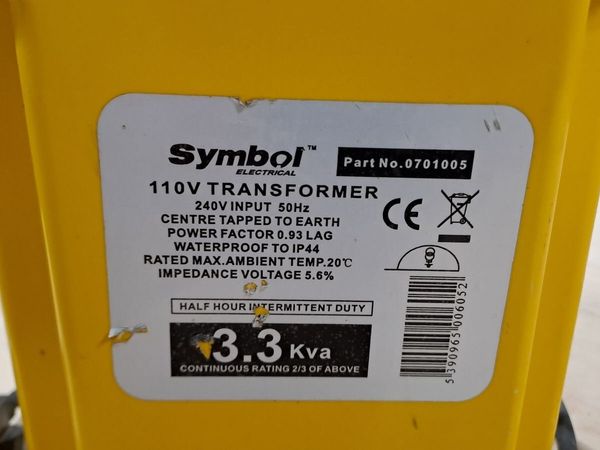 Symbol™
ELECTRICAL
Part No.0701005
110V TRANSFORMER
240V INPUT 50Hz
CENTRE TAPPED TO EARTH
POWER FACTOR 0.93 LAG
WATERPROOF TO IP44
RATED MAX.AMBIENT TEMP.20℃
IMPEDANCE VOLTAGE 5.6%
CE
HALF HOUR INTERMITTENT DUTY
3.3 Kva
CONTINUOUS RATING 2/3 OF ABOVE
5390965006052